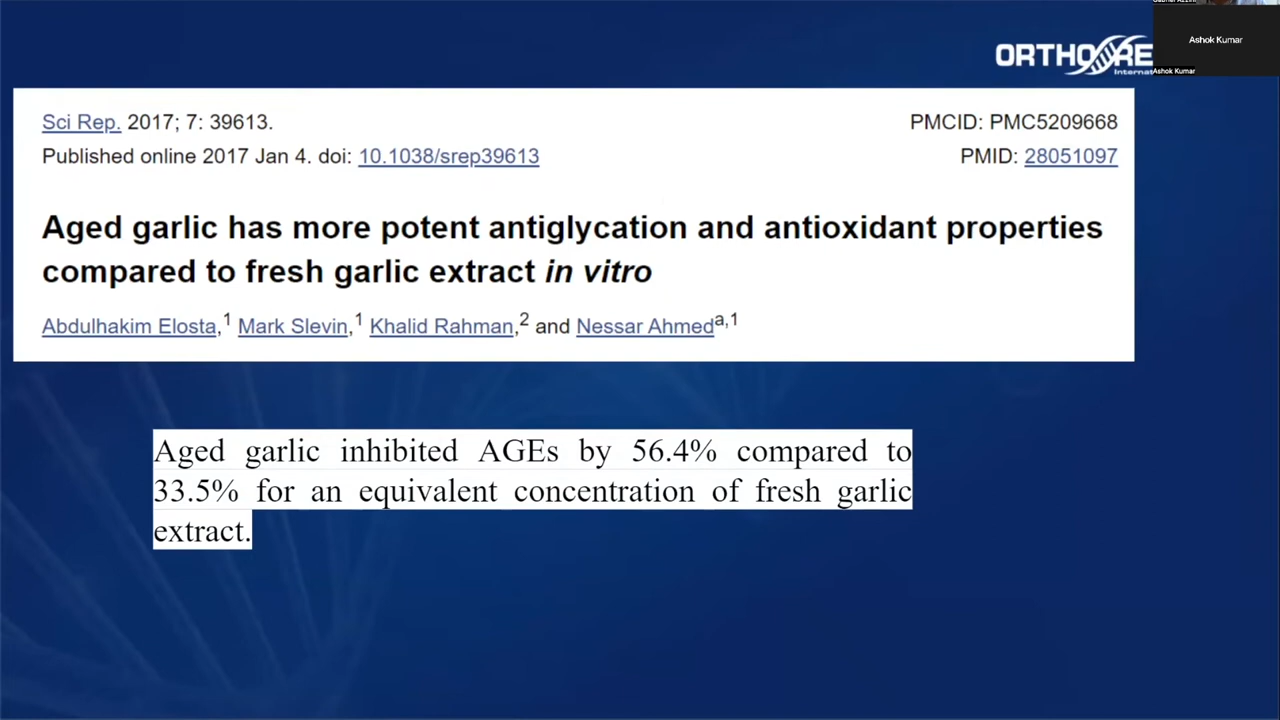 Ashok Kumar
Ashok Kumar
Sci Rep. 2017; 7: 39613.
PMCID: PMC5209668
Published online 2017 Jan 4. doi: 10.1038/srep39613
PMID: 28051097
Aged garlic has more potent antiglycation and antioxidant properties
compared to fresh garlic extract in vitro
Abdulhakim Elosta,1 Mark Slevin,1 Khalid Rahman,2 and Nessar Ahmeda,1
Aged garlic inhibited AGEs by 56.4% compared to
33.5% for an equivalent concentration of fresh garlic
extract.